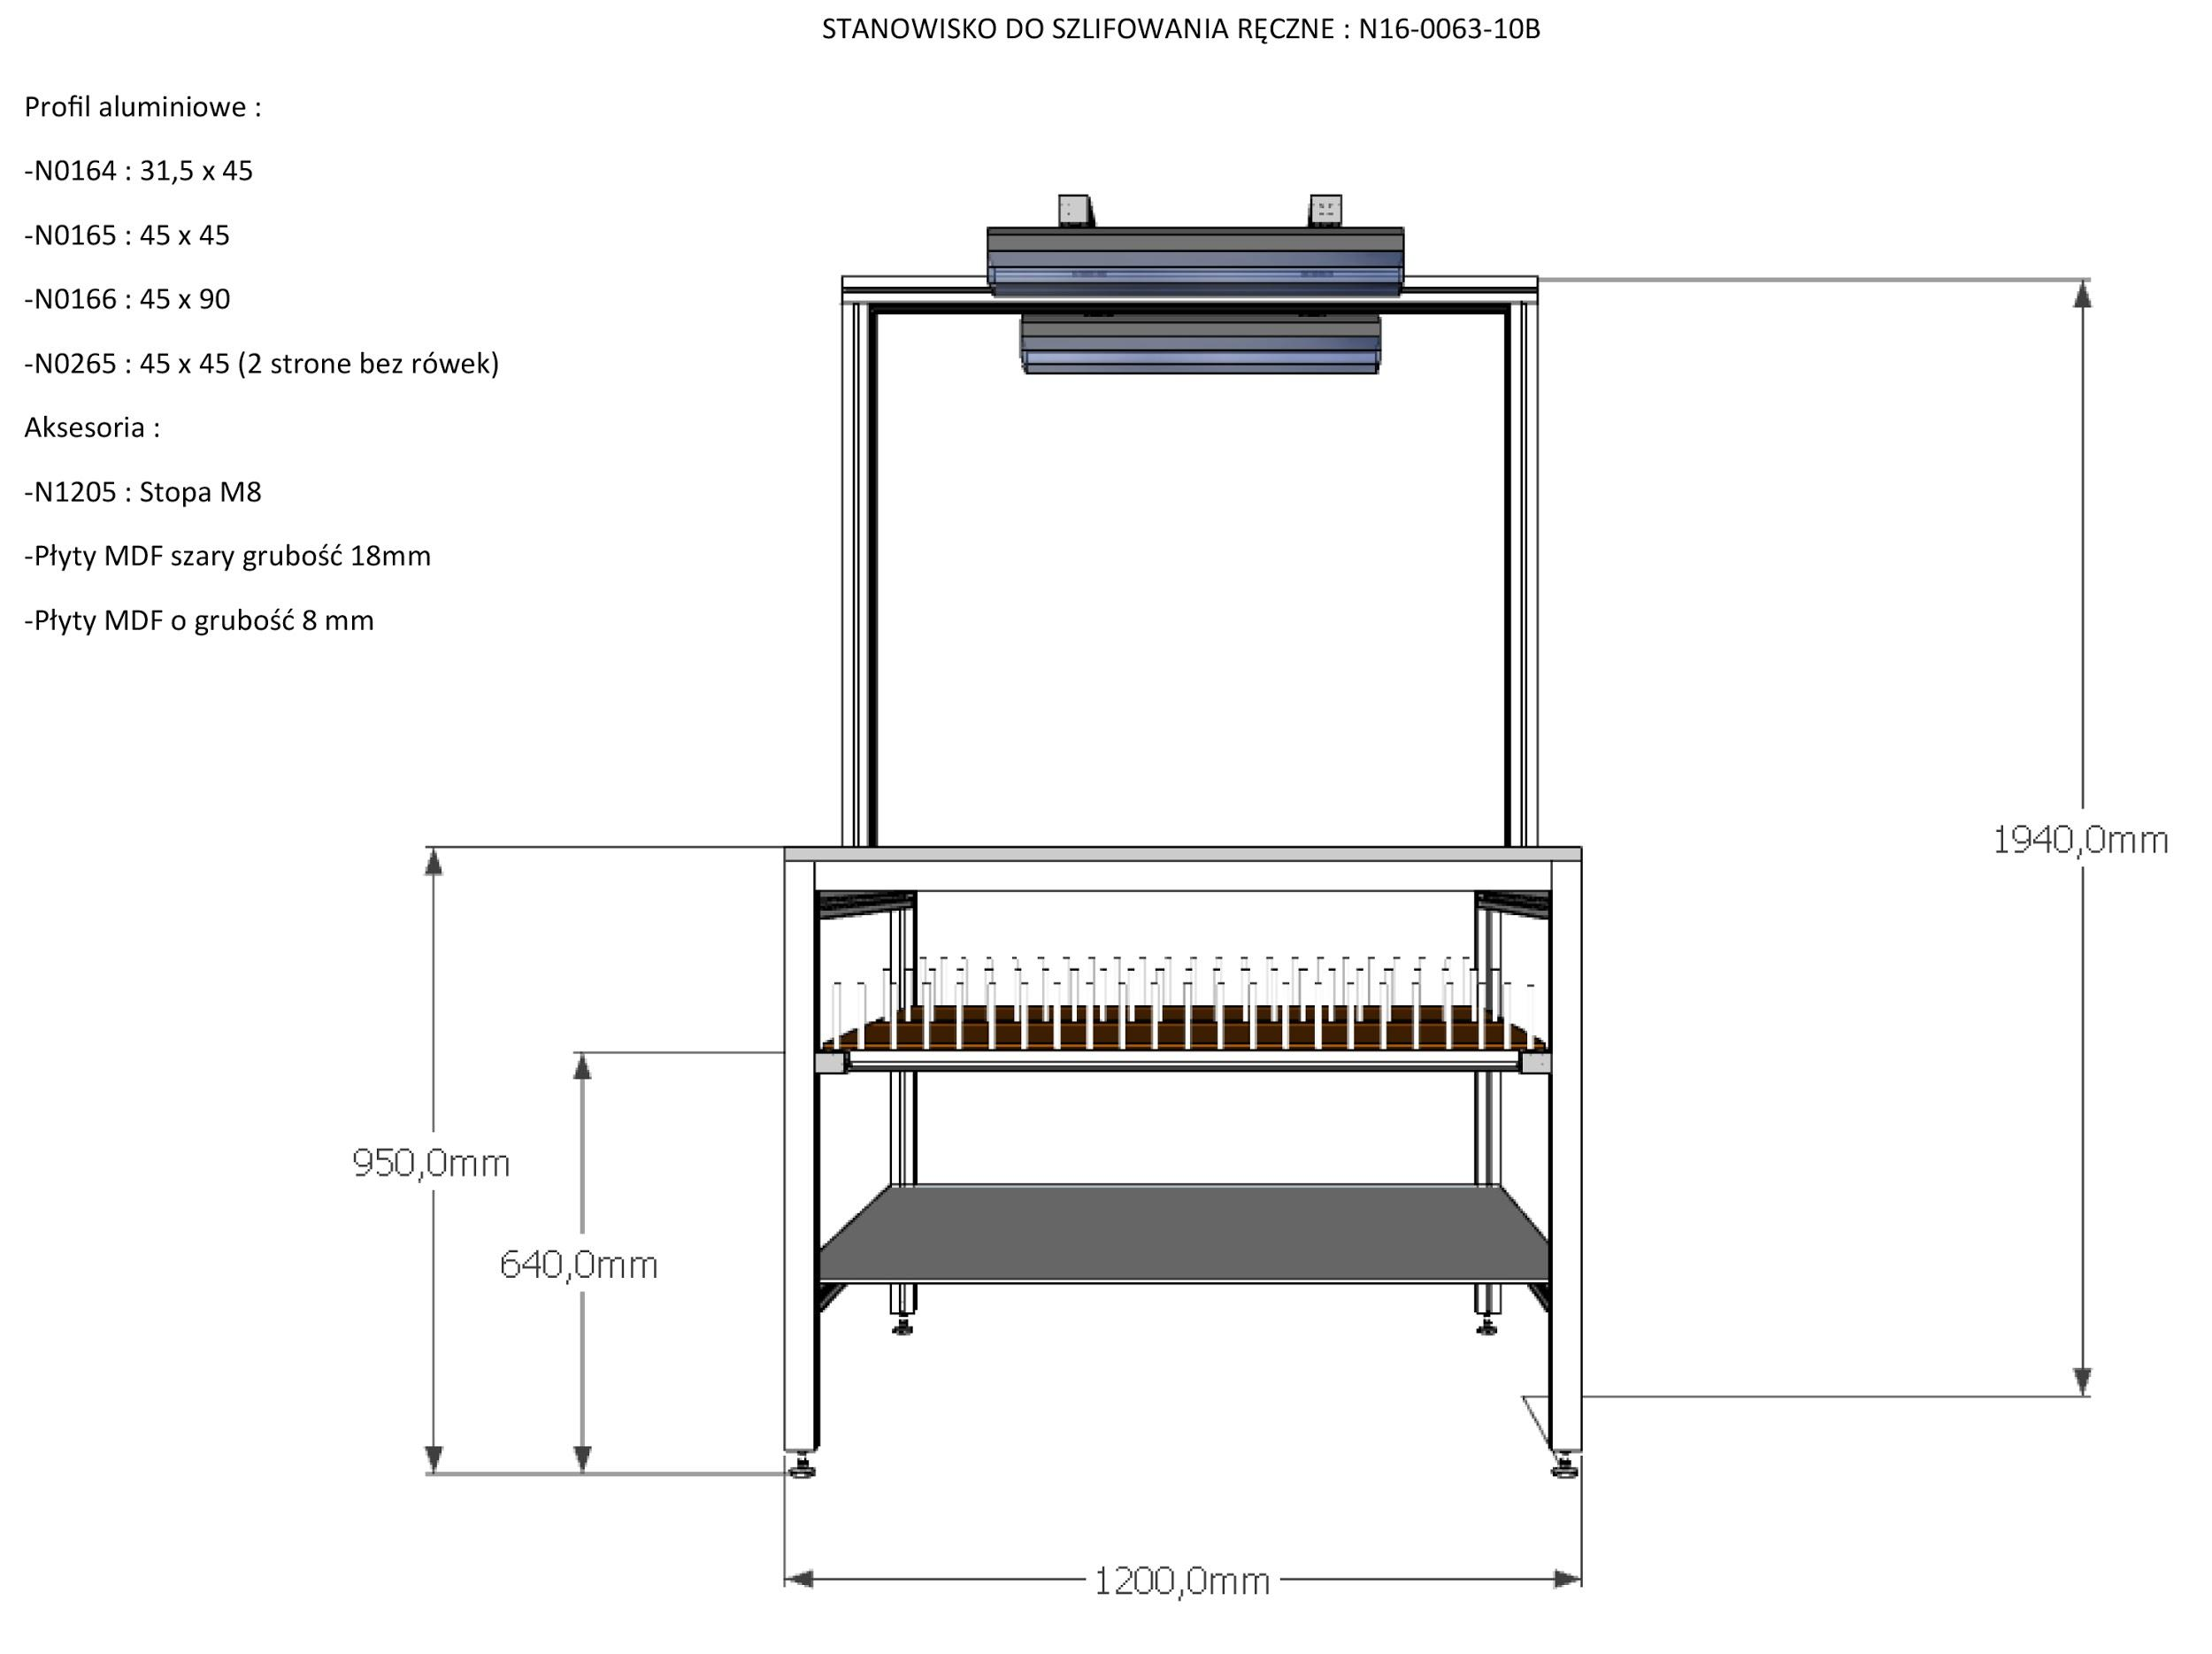 STANOWISKO DO SZLIFOWANIA RĘCZNE : N16-0063-10B
Profil aluminiowe :
-N0164 : 31,5 x 45
-N0165 : 45 x 45
-N0166 : 45 x 90
-N0265 : 45 x 45 (2 strone bez rówek)
Aksesoria :
-N1205 : Stopa M8
-Płyty MDF szary grubość 18mm
-Płyty MDF o grubość 8 mm
1940,0mm
950,0mm
640,0mm
1200,0mm